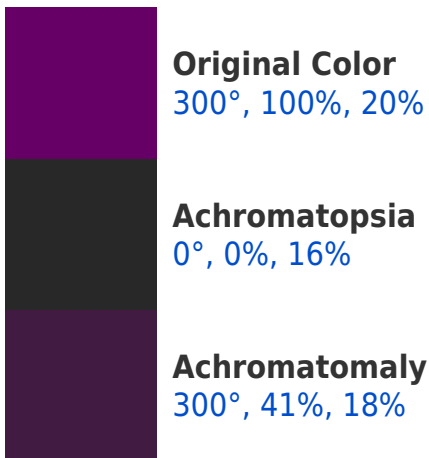 Original Color
300°, 100%, 20%
Achromatopsia
0°, 0%, 16%
Achromatomaly
300°, 41%, 18%